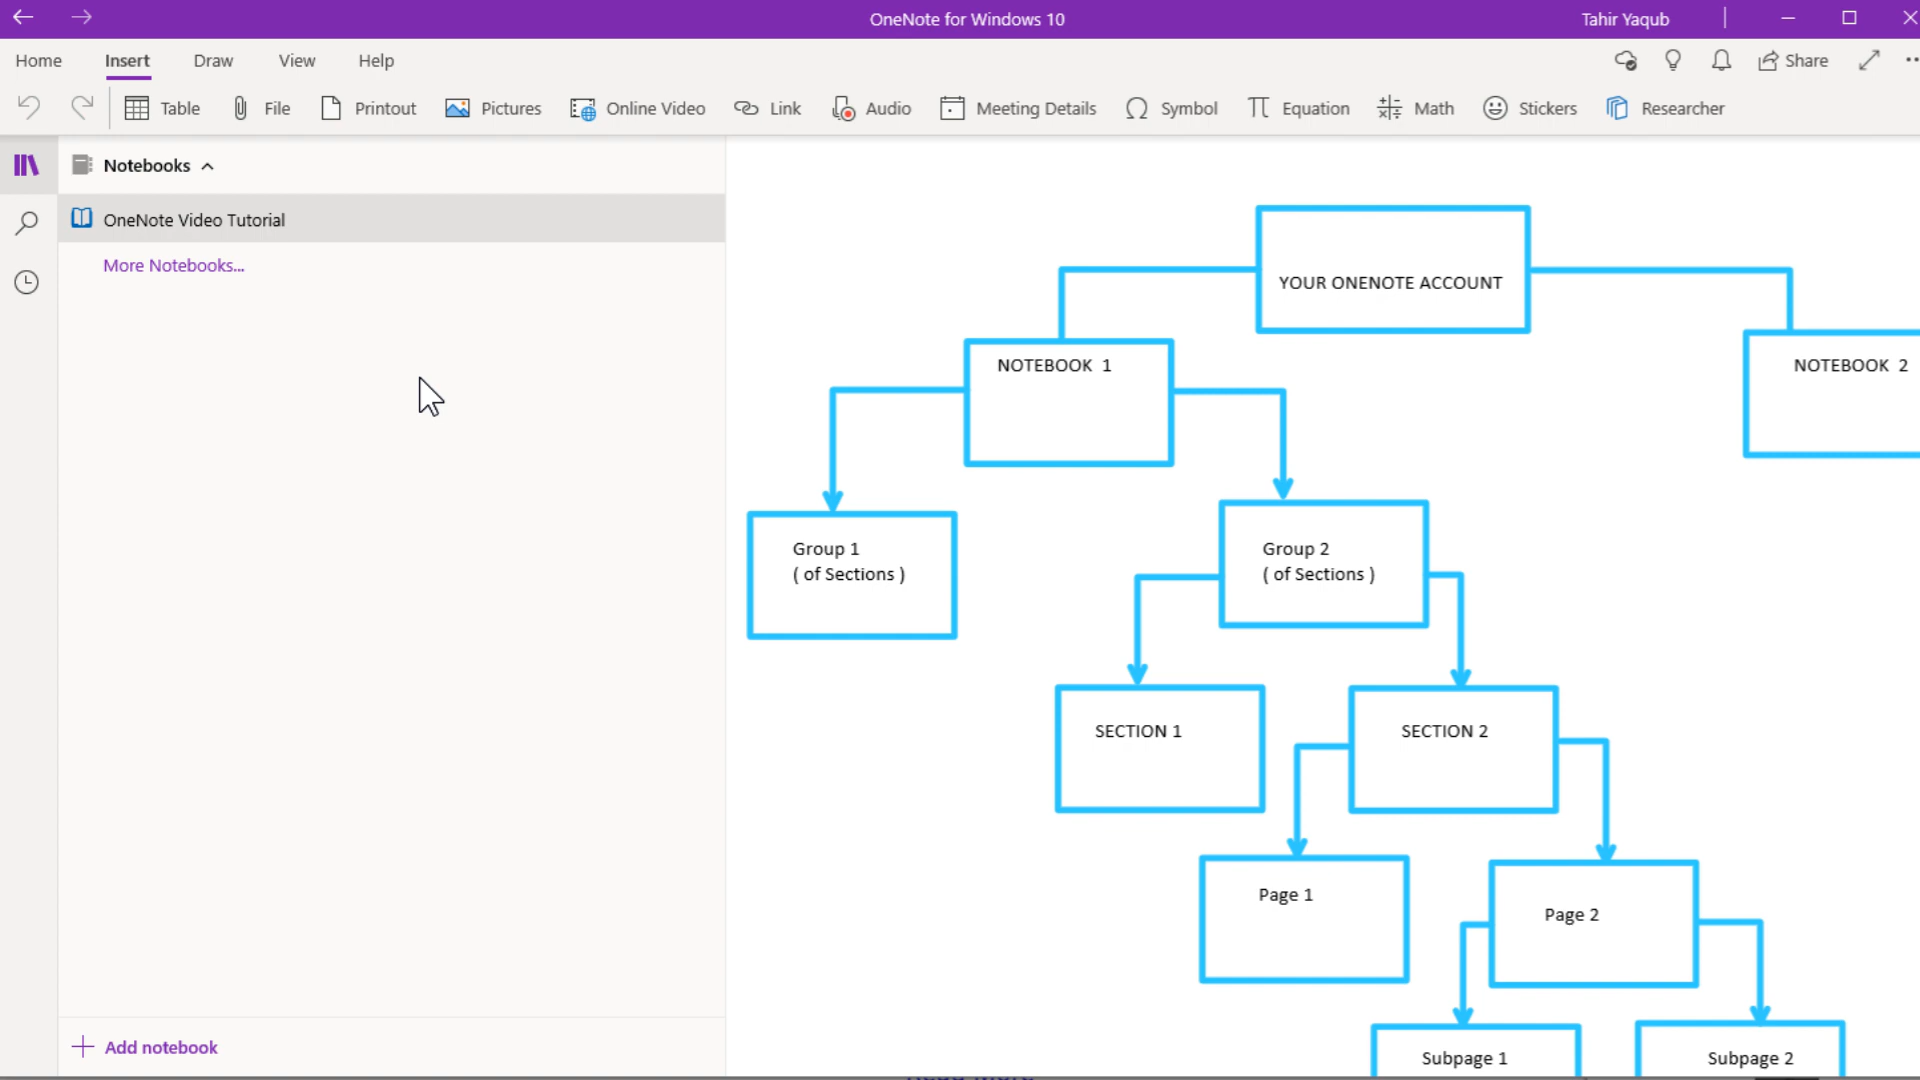 OneNote for Windows 10
Tahir Yaqub
Home Insert Draw View Help
Share
Table File Printout Pictures Online Video Link Audio Meeting Details Symbol Equation Math Stickers Researcher
Notebooks
OneNote Video Tutorial
More Notebooks...
YOUR ONENOTE ACCOUNT
NOTEBOOK 1
NOTEBOOK 2
Group 1
( of Sections )
Group 2
( of Sections )
SECTION 1
SECTION 2
Page 1
Page 2
Subpage 1
Subpage 2
Add notebook